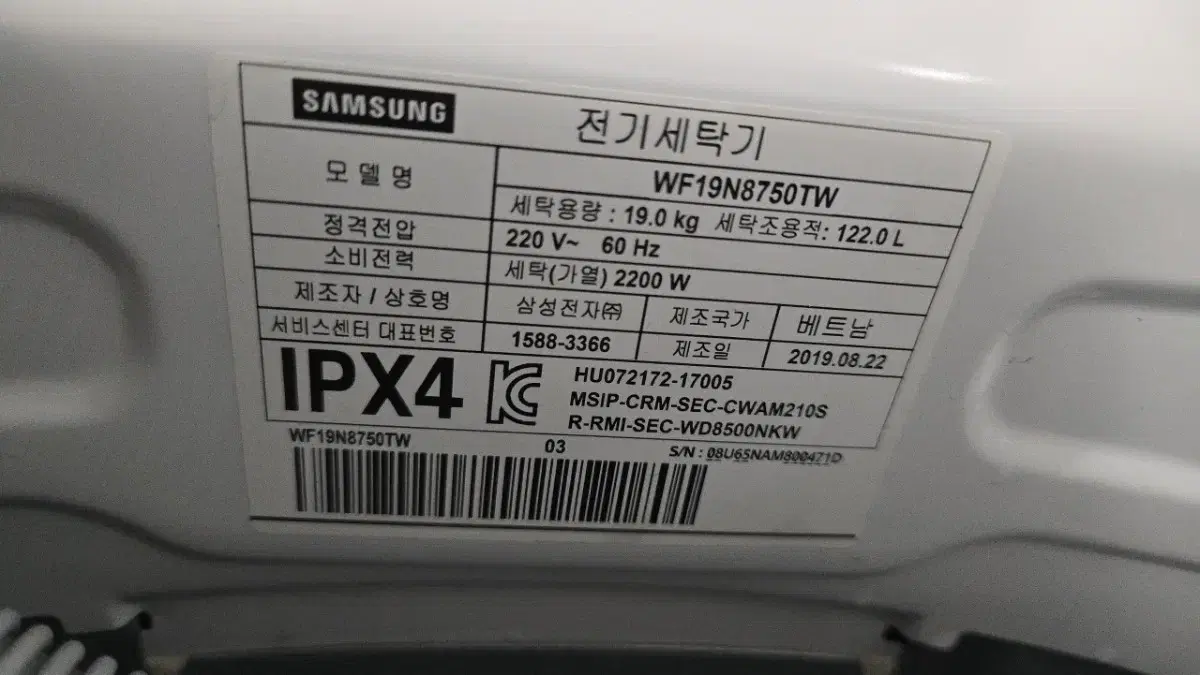 SAMSUNG 전기세탁기
모델명 WF19N8750TW
세탁용량 : 19.0 kg 세탁조용적: 122.0 L
정격전압 220 V~ 60 Hz
소비전력 세탁(가열) 2200 W
제조자 / 상호명 삼성전자㈜ 제조국가 베트남
서비스센터 대표번호 1588-3366 제조일 2019.08.22
IPX4 KC HU072172-17005
MSIP-CRM-SEC-CWAM210S
R-RMI-SEC-WD8500NKW
WF19N8750TW 03 S/N : 08U65NAM800471D